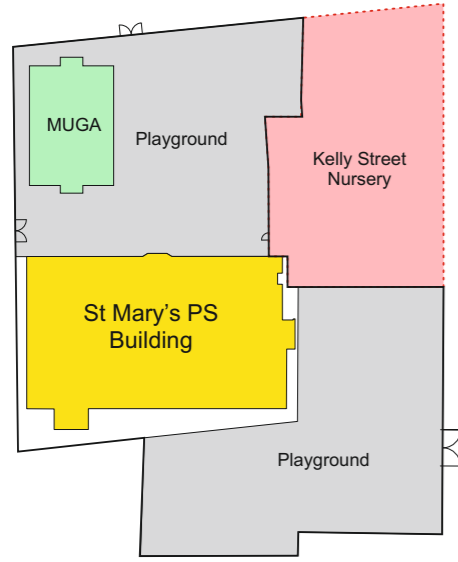 MUGA
Playground
Kelly Street
Nursery
St Mary's PS
Building
Playground